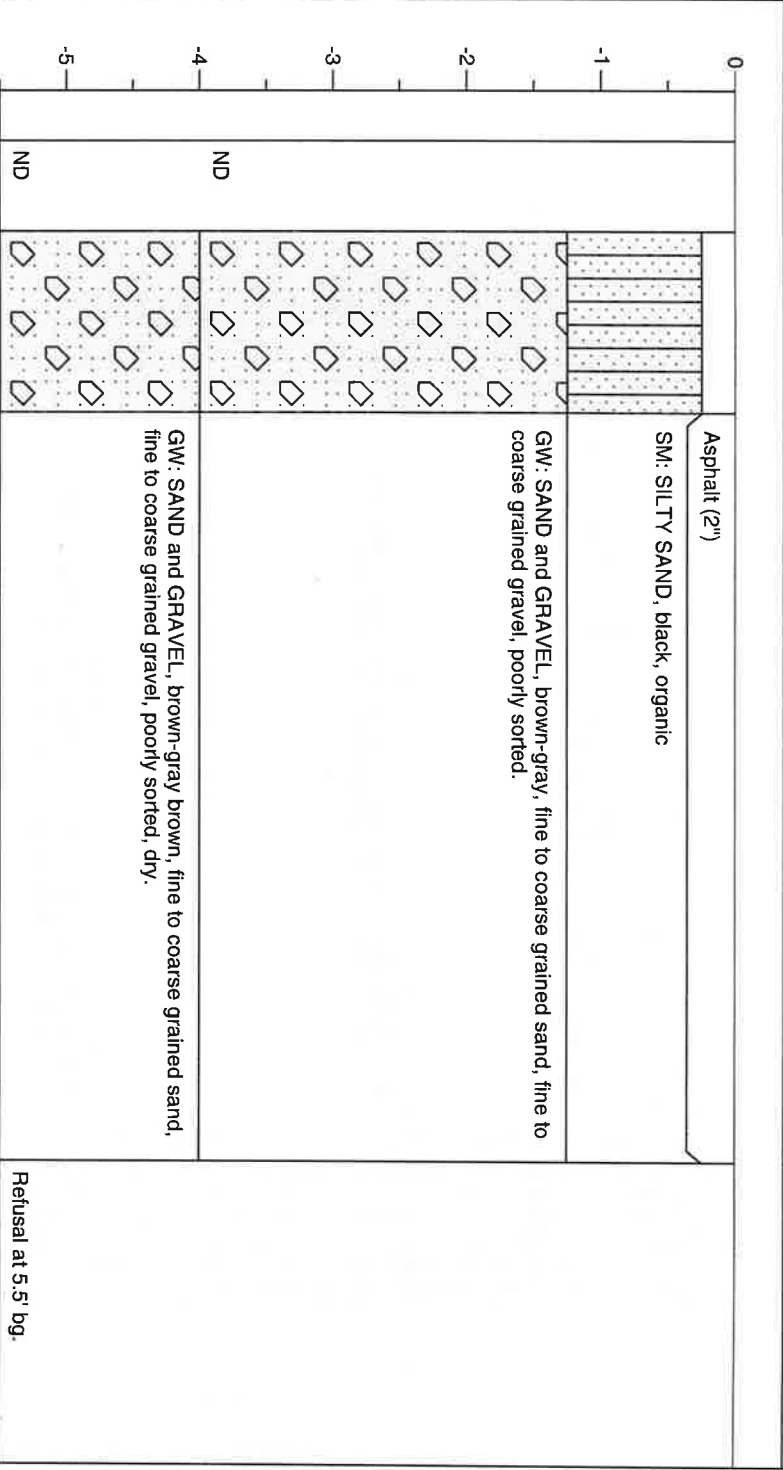 0
Asphalt (2")
SM: SILTY SAND, black, organic
-1
GW: SAND and GRAVEL, brown-gray, fine to coarse grained sand, fine to
coarse grained gravel, poorly sorted.
-2
-3
ND
-4
GW: SAND and GRAVEL, brown-gray brown, fine to coarse grained sand,
fine to coarse grained gravel, poorly sorted, dry.
-5
ND
Refusal at 5.5' bg.